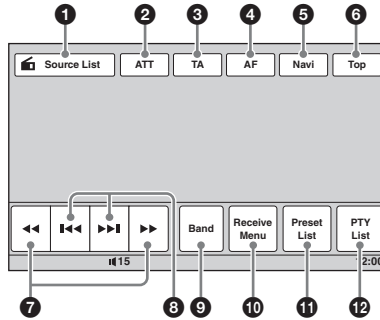 1 2 3 4 5 6
Source List ATT TA AF Navi Top
Band Receive Menu Preset List PTY List
15 12:00
7 8 9 10 11 12